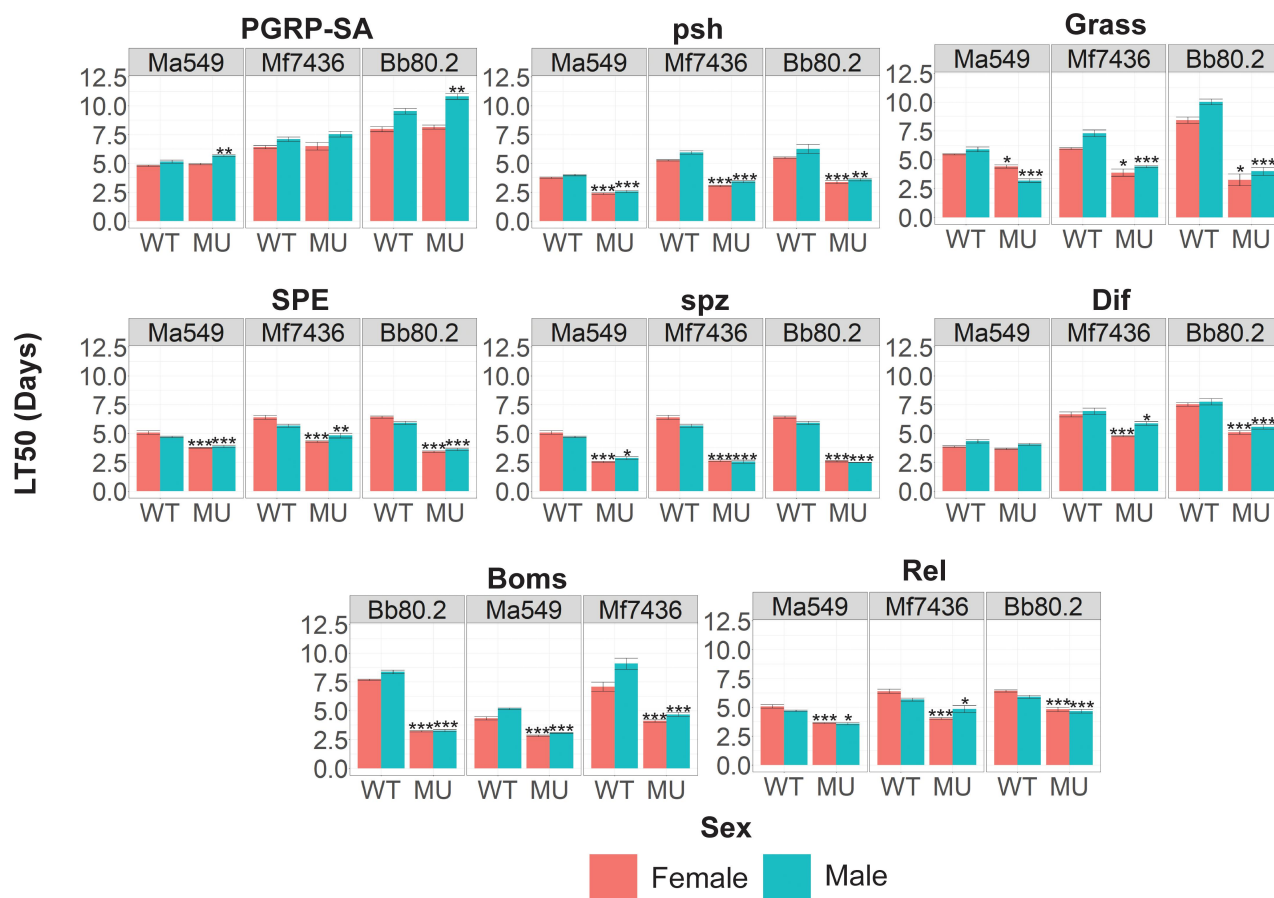 PGRP-SA psh Grass
Ma549 Mf7436 Bb80.2 Ma549 Mf7436 Bb80.2 Ma549 Mf7436 Bb80.2
12.5 12.5 12.5
10.0 ** 10.0 10.0
7.5 7.5 7.5
5.0 ** 5.0 5.0 * * *** * ***
2.5 2.5 *** *** *** *** *** ** 2.5 ***
0.0 0.0 0.0
WT MU WT MU WT MU WT MU WT MU WT MU WT MU WT MU WT MU
SPE spz Dif
Ma549 Mf7436 Bb80.2 Ma549 Mf7436 Bb80.2 Ma549 Mf7436 Bb80.2
LT50 (Days)
12.5 12.5 12.5
10.0 10.0 10.0
7.5 7.5 7.5
5.0 *** ** 5.0 5.0 *** * *** ***
2.5 *** *** *** *** 2.5 *** * *** *** *** *** 2.5
0.0 0.0 0.0
WT MU WT MU WT MU WT MU WT MU WT MU WT MU WT MU WT MU
Boms Rel
Bb80.2 Ma549 Mf7436 Ma549 Mf7436 Bb80.2
12.5 12.5
10.0 10.0
7.5 7.5
5.0 *** *** 5.0 *** * *** * *** ***
2.5 *** *** *** *** 2.5
0.0 0.0
WT MU WT MU WT MU WT MU WT MU WT MU
Sex
Female Male